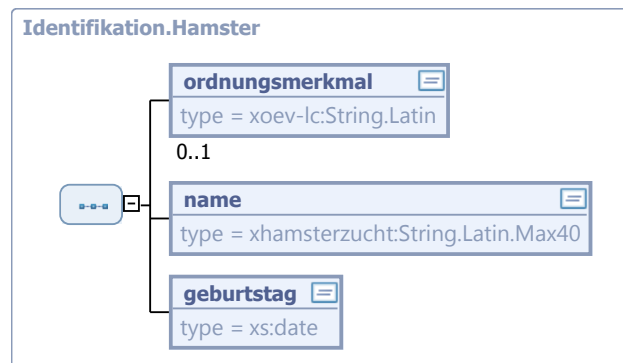 Identifikation.Hamster
ordnungsmerkmal
type = xoev-lc:String.Latin
0..1
name
type = xhamsterzucht:String.Latin.Max40
geburtstag
type = xs:date